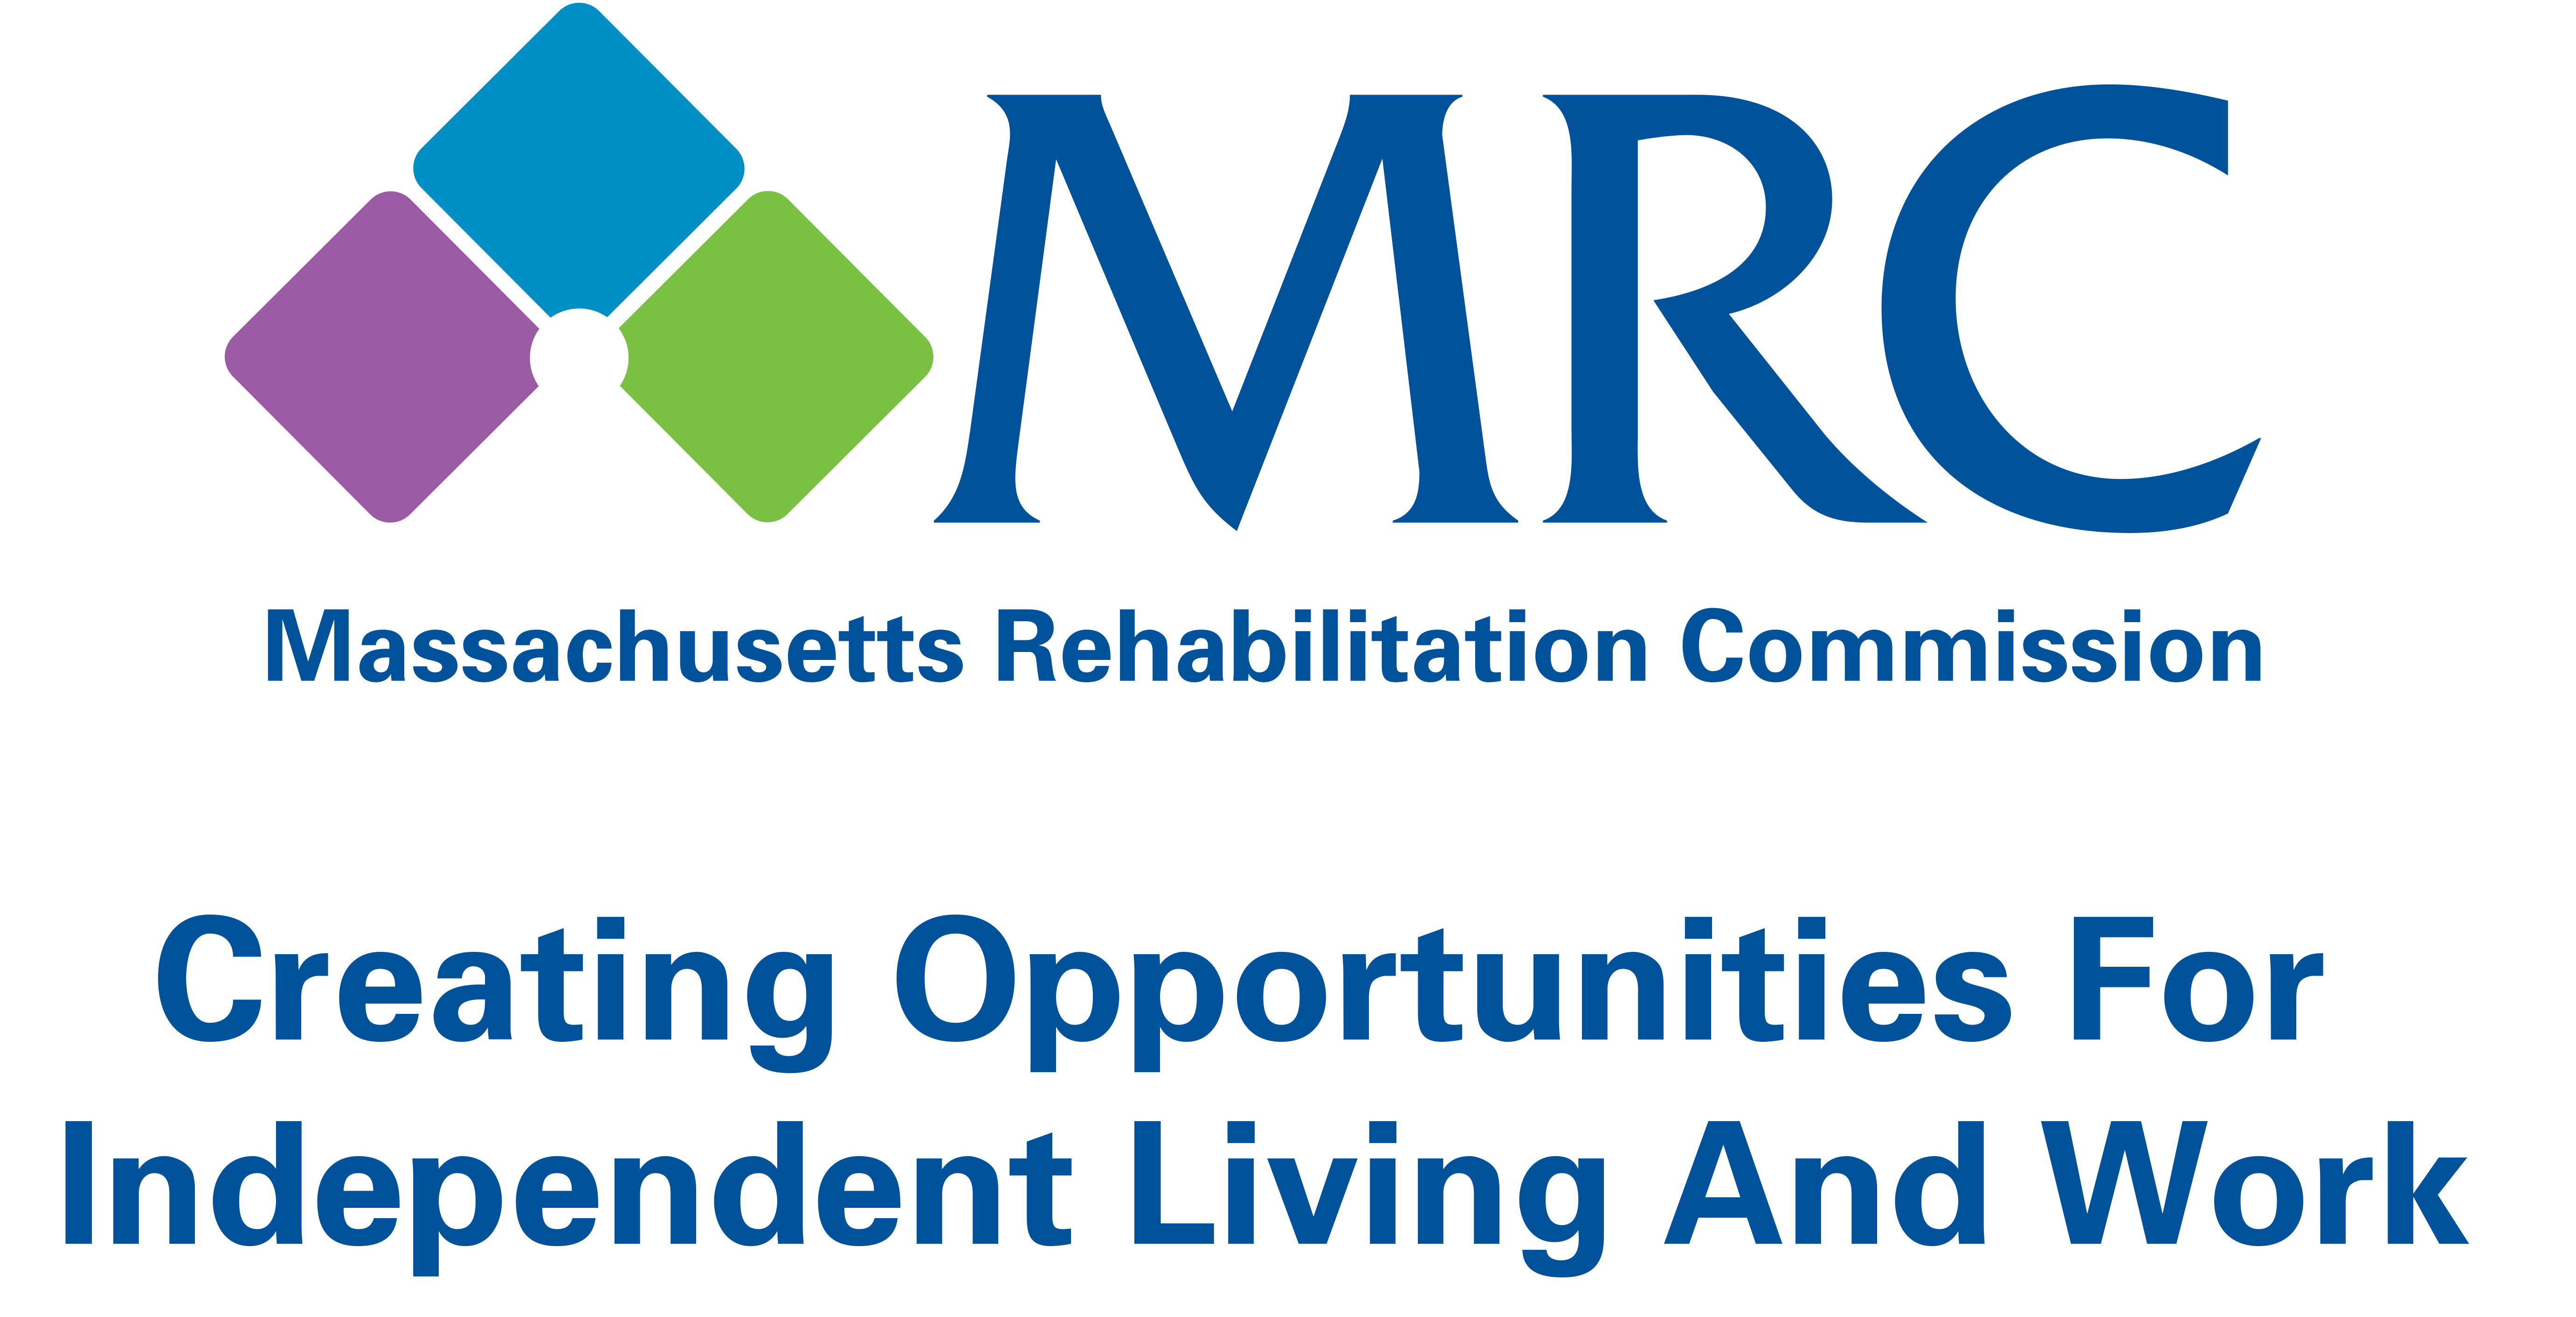 MRC
Massachusetts Rehabilitation Commission
Creating Opportunities For
Independent Living And Work